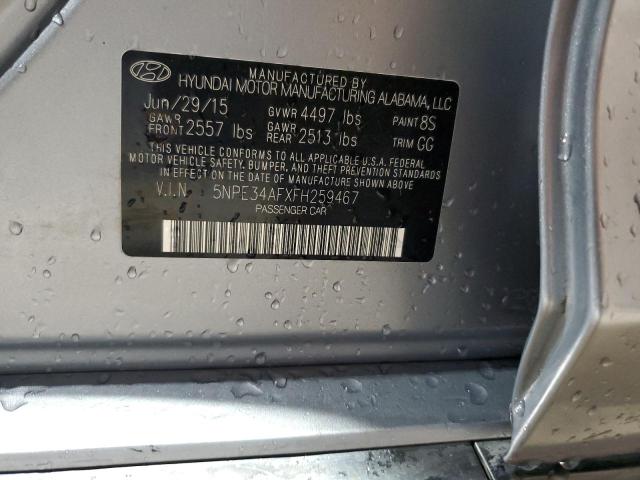 MANUFACTURED BY
HYUNDAI MOTOR MANUFACTURING ALABAMA, LLC
Jun/29/15 GVWR 4497 lbs PAINT 8S
GAWR FRONT 2557 lbs GAWR REAR 2513 lbs TRIM GG
THIS VEHICLE CONFORMS TO ALL APPLICABLE U.S.A. FEDERAL
MOTOR VEHICLE SAFETY, BUMPER, AND THEFT PREVENTION STANDARDS
IN EFFECT ON THE DATE OF MANUFACTURE SHOWN ABOVE.
V.I.N. 5NPE34AFXFH259467
PASSENGER CAR